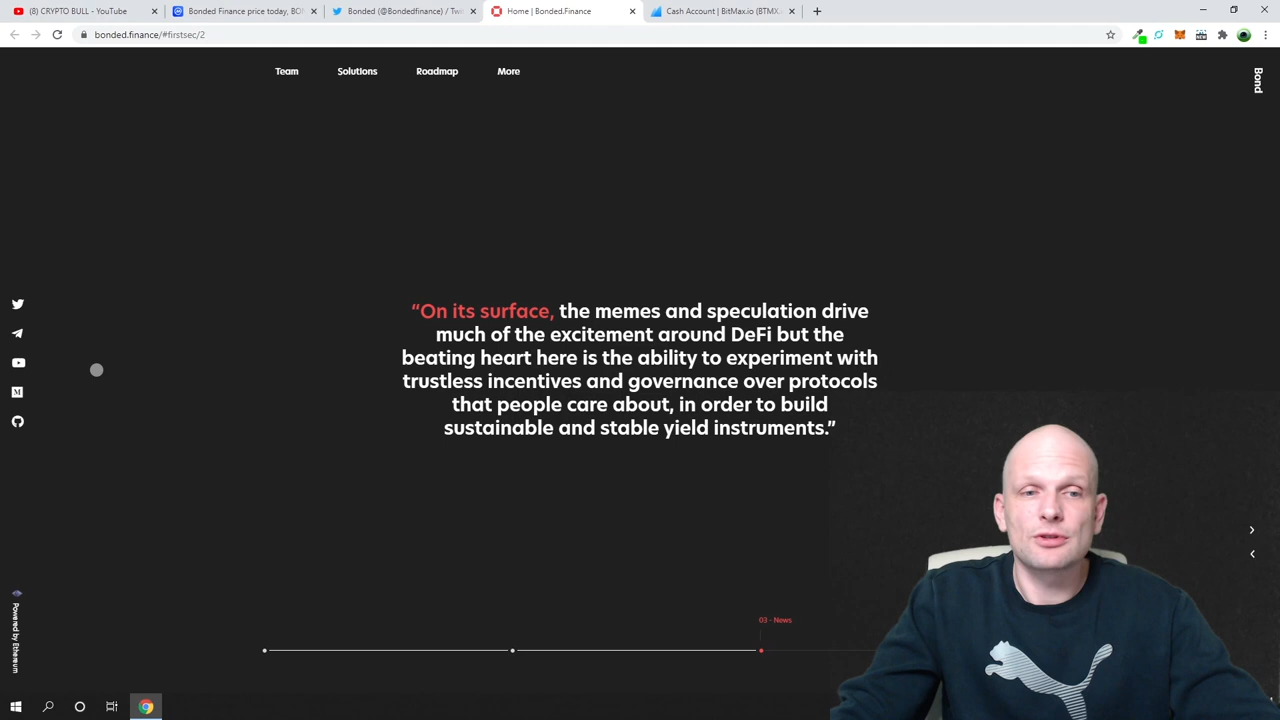 (8) CRYPTO BULL - YouTube
Bonded Finance price today, BON
Bonded (@Bondedfinance) / Twit
Home | Bonded.Finance
Cash Account | BitMax.io (BTMX.
bonded.finance/#firstsec/2
Team
Solutions
Roadmap
More
Bond
“On its surface, the memes and speculation drive
much of the excitement around DeFi but the
beating heart here is the ability to experiment with
trustless incentives and governance over protocols
that people care about, in order to build
sustainable and stable yield instruments.”
03 - News
Powered by Ethereum